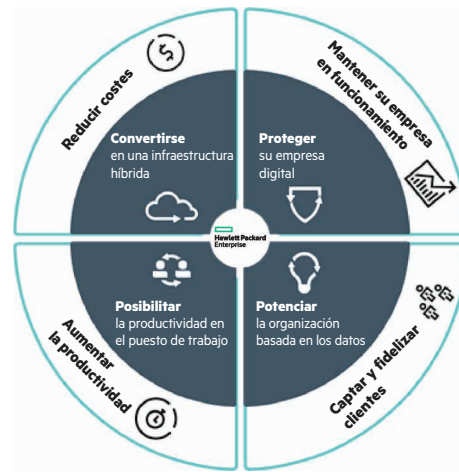 Reducir costes
Mantener su empresa
en funcionamiento
Convertirse
en una infraestructura
híbrida
Proteger
su empresa
digital
Hewlett Packard
Enterprise
Posibilitar
la productividad en
el puesto de trabajo
Potenciar
la organización
basada en los datos
Aumentar
la productividad
Captar y fidelizar
clientes